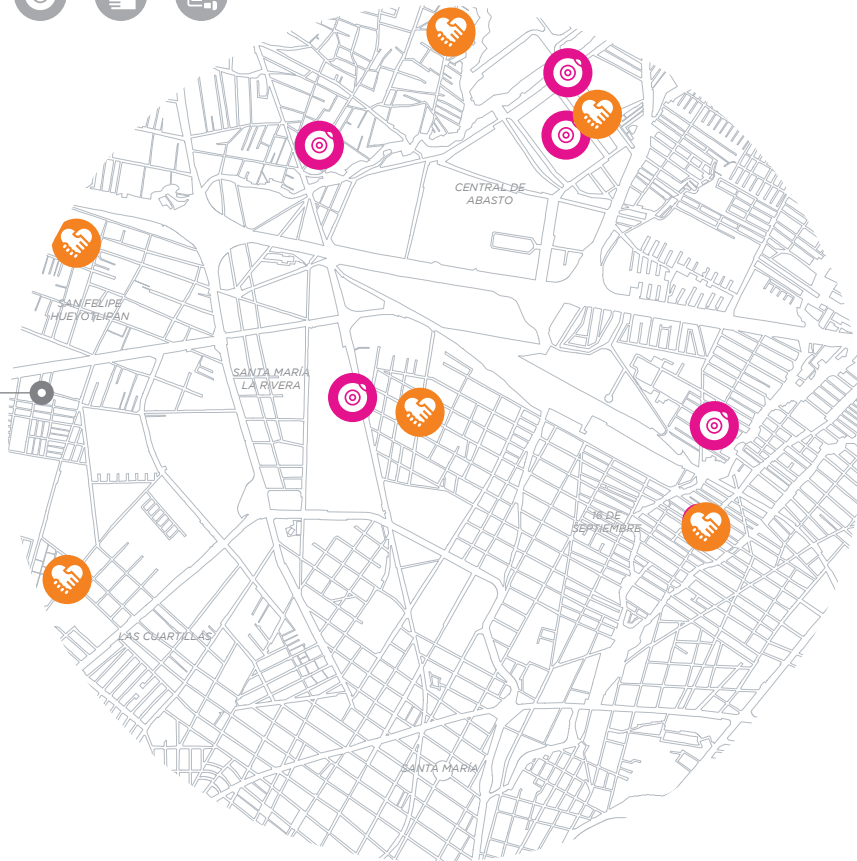 CENTRAL DE
ABASTO
SAN FELIPE
HUEYOTLIPAN
SANTA MARÍA
LA RIVERA
16 DE
SEPTIEMBRE
LAS CUARTILLAS
SANTA MARÍA